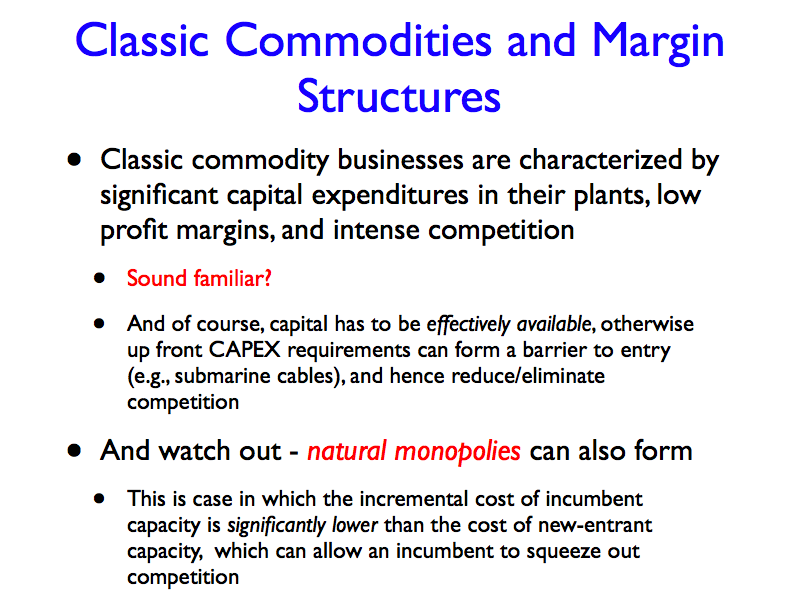 Classic Commodities and Margin
Structures
• Classic commodity businesses are characterized by
significant capital expenditures in their plants, low
profit margins, and intense competition
• Sound familiar?
• And of course, capital has to be effectively available, otherwise
up front CAPEX requirements can form a barrier to entry
(e.g., submarine cables), and hence reduce/eliminate
competition
• And watch out - natural monopolies can also form
• This is case in which the incremental cost of incumbent
capacity is significantly lower than the cost of new-entrant
capacity, which can allow an incumbent to squeeze out
competition